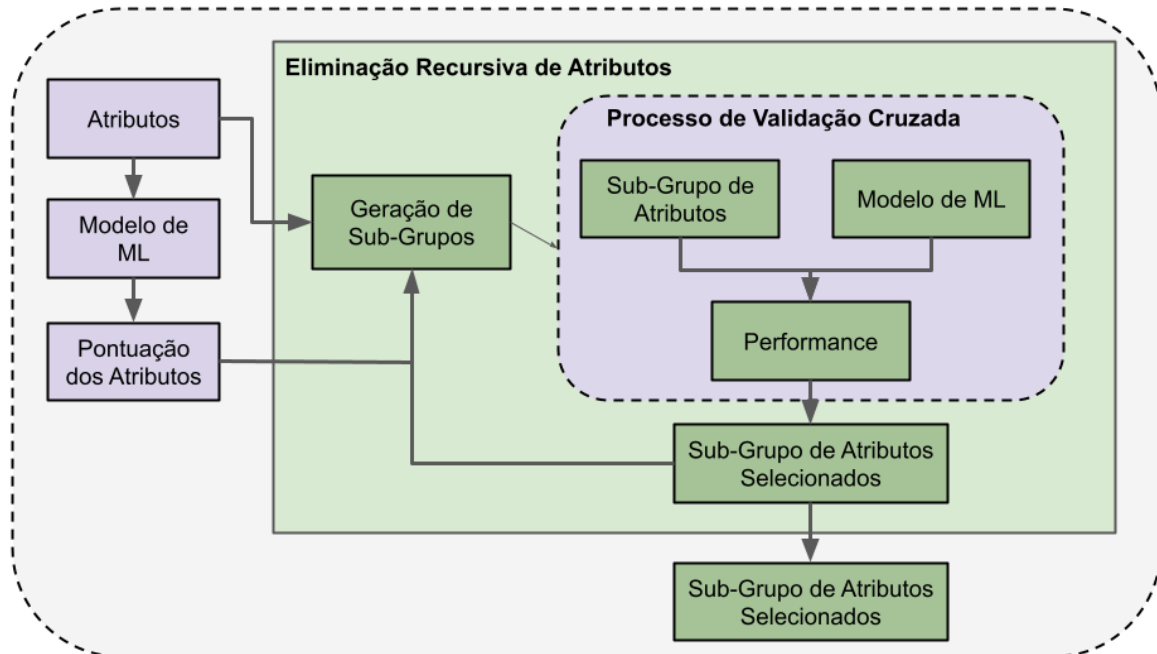 Eliminação Recursiva de Atributos
Atributos
Modelo de
ML
Pontuação
dos Atributos
Geração de
Sub-Grupos
Processo de Validação Cruzada
Sub-Grupo de
Atributos
Modelo de ML
Performance
Sub-Grupo de Atributos
Selecionados
Sub-Grupo de Atributos
Selecionados